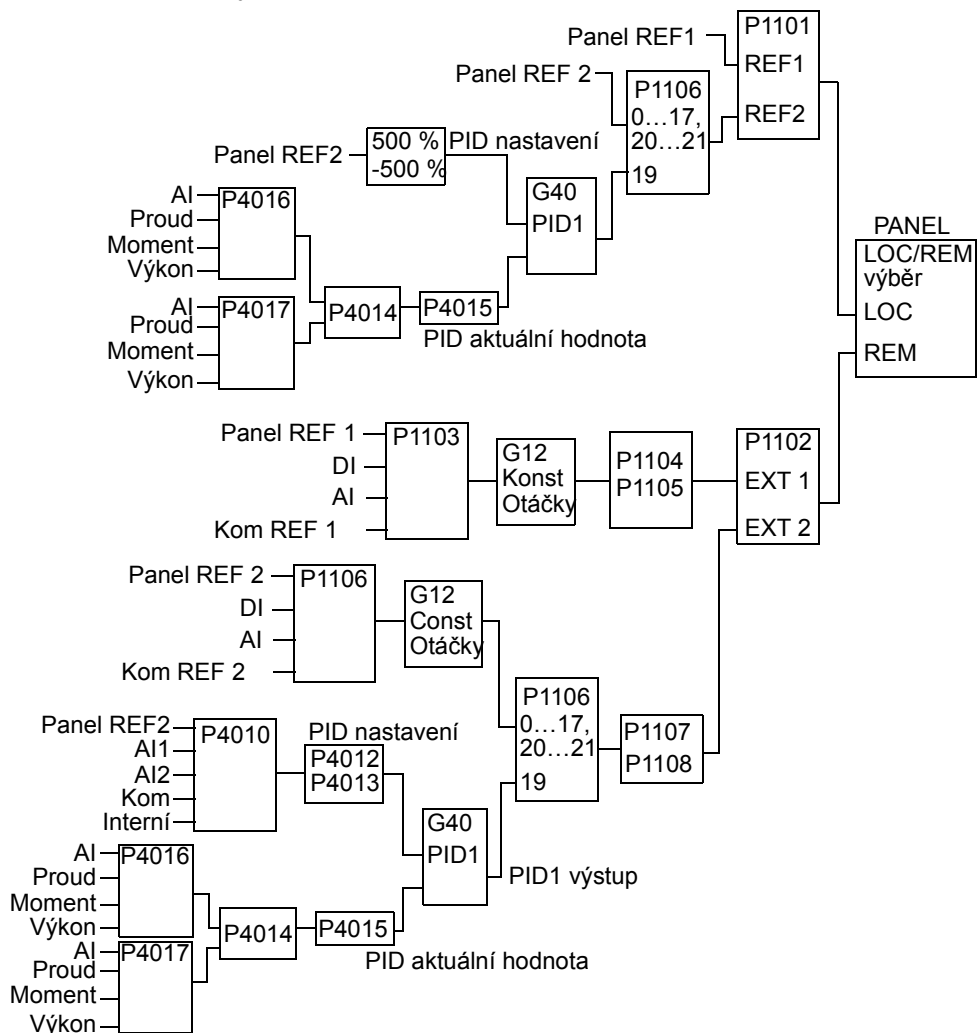 Panel REF1
P1101
REF1
REF2
Panel REF 2
P1106
0…17,
20…21
19
Panel REF2
500 %
-500 %
PID nastavení
G40
PID1
AI
Proud
Moment
Výkon
P4016
AI
Proud
Moment
Výkon
P4017
P4014
P4015
PID aktuální hodnota
PANEL
LOC/REM
výběr
LOC
REM
Panel REF 1
DI
AI
Kom REF 1
P1103
G12
Konst
Otáčky
P1104
P1105
P1102
EXT 1
EXT 2
Panel REF 2
DI
AI
Kom REF 2
P1106
G12
Const
Otáčky
P1106
0…17,
20…21
19
P1107
P1108
Panel REF2
AI1
AI2
Kom
Interní
P4010
PID nastavení
P4012
P4013
G40
PID1
PID1 výstup
AI
Proud
Moment
Výkon
P4016
AI
Proud
Moment
Výkon
P4017
P4014
P4015
PID aktuální hodnota